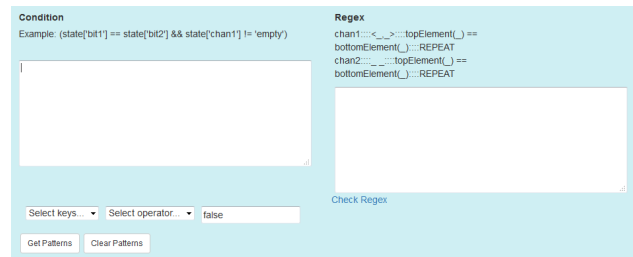 Condition
Example: (state['bit1'] == state['bit2'] && state['chan1'] != 'empty')
Select keys...
Select operator...
false
Get Patterns
Clear Patterns
Regex
chan1::::<_,_>::::topElement(_) ==
bottomElement(_)::::REPEAT
chan2::::_ _::::topElement(_) ==
bottomElement(_)::::REPEAT
Check Regex